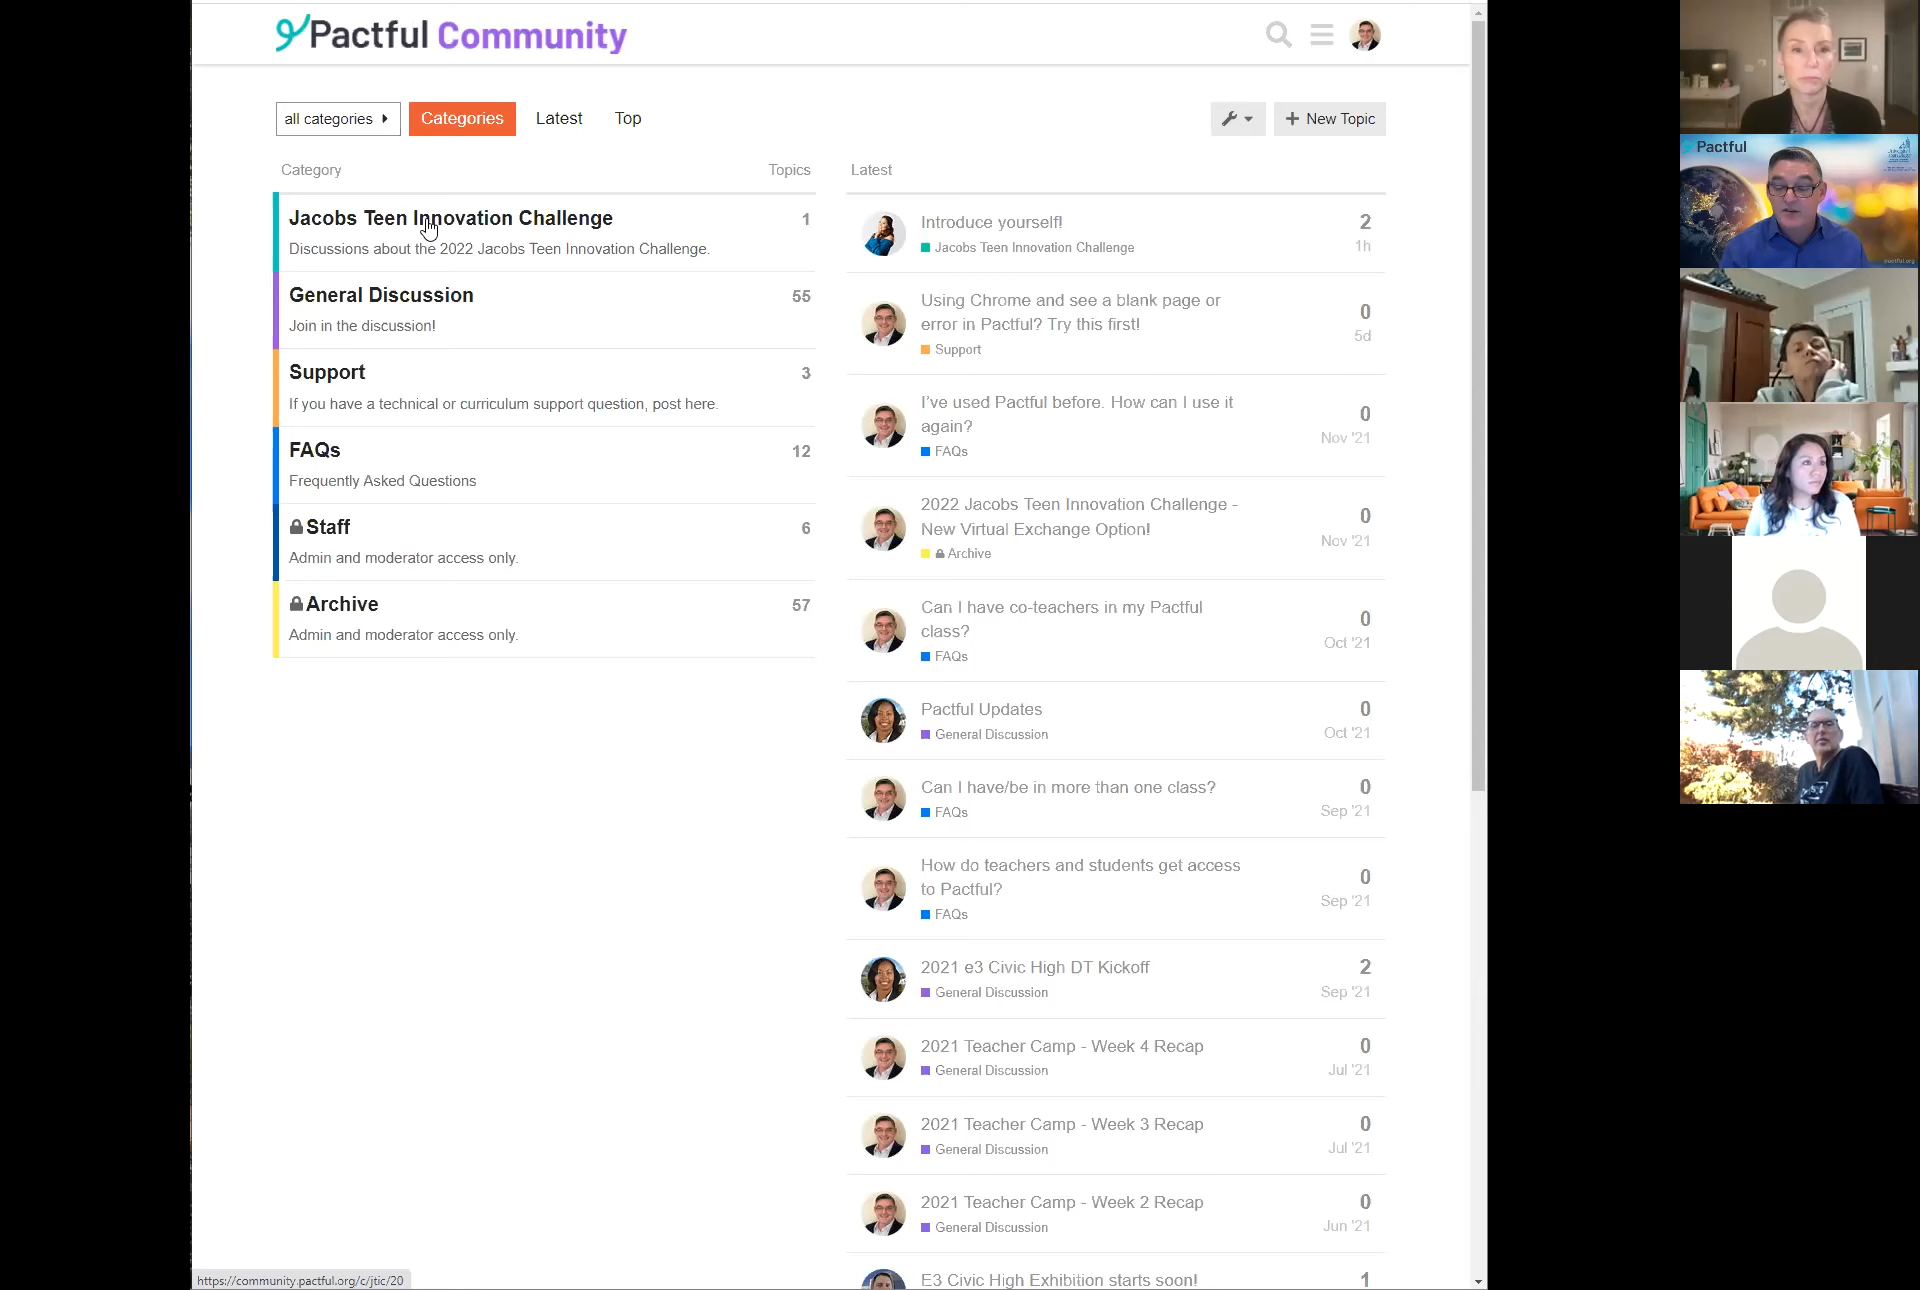 Pactful Community
all categories
Categories
Latest
Top
New Topic
Category
Topics
Jacobs Teen Innovation Challenge
1
Discussions about the 2022 Jacobs Teen Innovation Challenge.
General Discussion
55
Join in the discussion!
Support
3
If you have a technical or curriculum support question, post here.
FAQs
12
Frequently Asked Questions
Staff
6
Admin and moderator access only.
Archive
57
Admin and moderator access only.
Latest
Introduce yourself!
2
Jacobs Teen Innovation Challenge
1h
Using Chrome and see a blank page or
error in Pactful? Try this first!
0
Support
5d
I've used Pactful before. How can I use it
again?
0
FAQs
Nov '21
2022 Jacobs Teen Innovation Challenge -
New Virtual Exchange Option!
0
Archive
Nov '21
Can I have co-teachers in my Pactful
class?
0
FAQs
Oct '21
Pactful Updates
0
General Discussion
Oct '21
Can I have/be in more than one class?
0
FAQs
Sep '21
How do teachers and students get access
to Pactful?
0
FAQs
Sep '21
2021 e3 Civic High DT Kickoff
2
General Discussion
Sep '21
2021 Teacher Camp - Week 4 Recap
0
General Discussion
Jul '21
2021 Teacher Camp - Week 3 Recap
0
General Discussion
Jul '21
2021 Teacher Camp - Week 2 Recap
0
General Discussion
Jun '21
E3 Civic High Exhibition starts soon!
1
https://community.pactful.org/c/jtic/20
Pactful
pactful.org